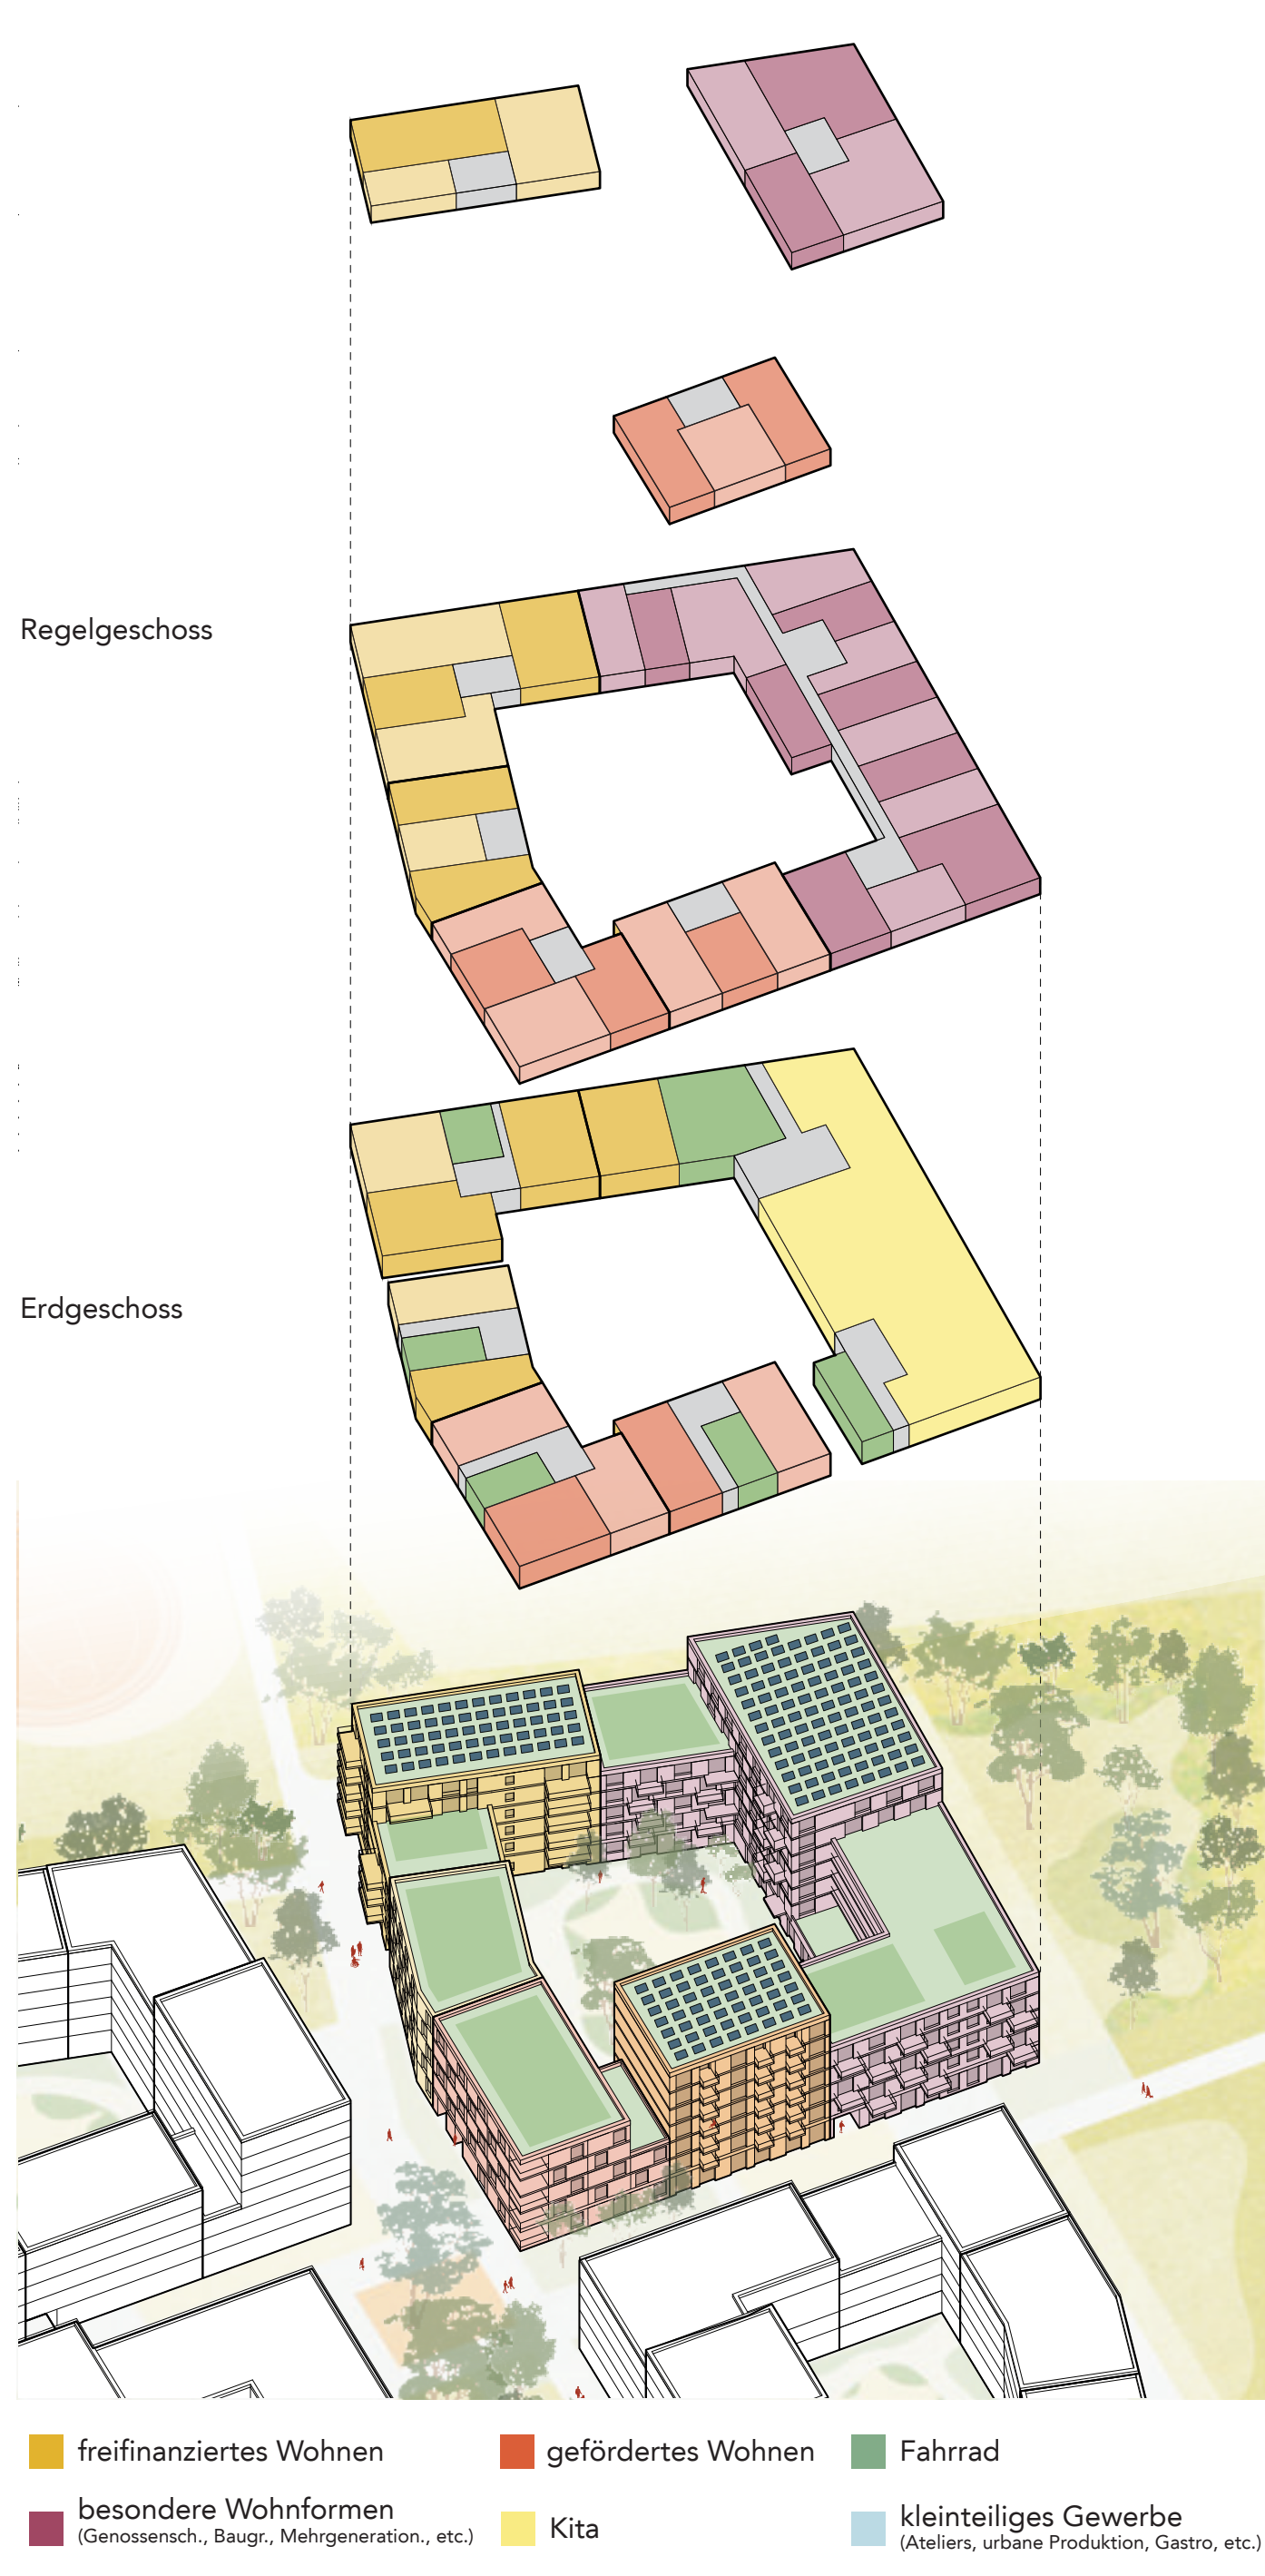 Regelgeschoss
Erdgeschoss
freifinanziertes Wohnen
gefördertes Wohnen
Fahrrad
besondere Wohnformen
(Genossensch., Baugr., Mehrgeneration., etc.)
Kita
kleinteiliges Gewerbe
(Ateliers, urbane Produktion, Gastro, etc.)